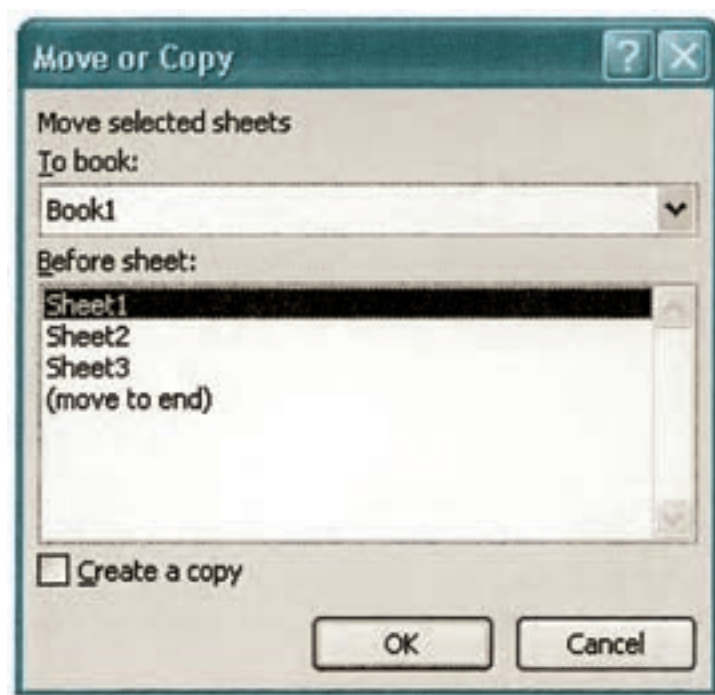 Move or Copy
Move selected sheets
To book:
Book1
Before sheet:
Sheet1
Sheet2
Sheet3
(move to end)
Create a copy
OK
Cancel